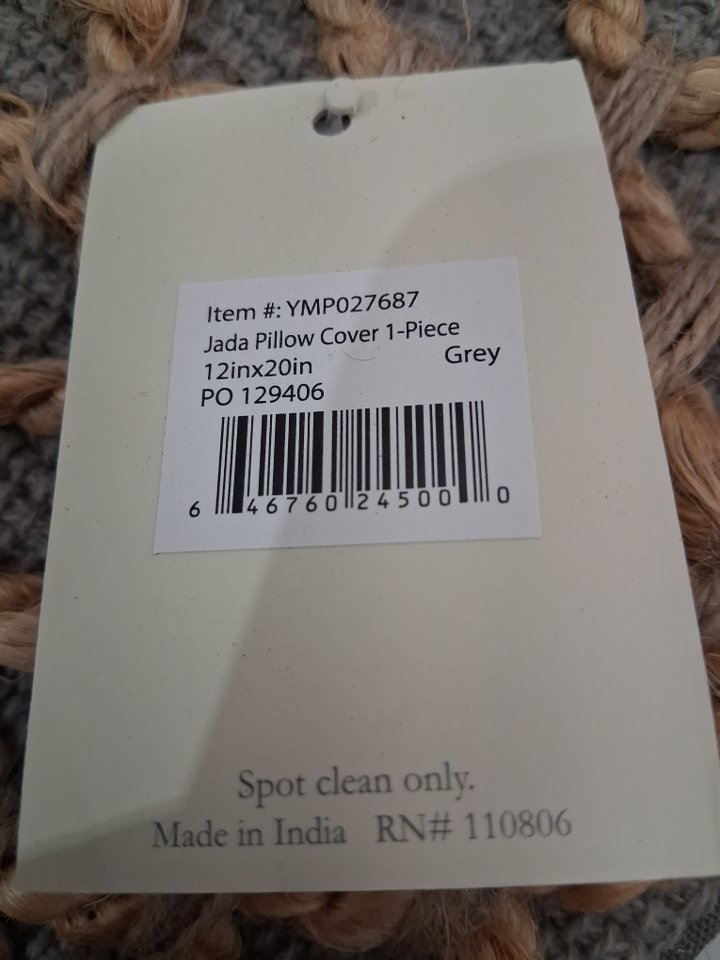 Item #: YMP027687
Jada Pillow Cover 1-Piece
12inx20in Grey
PO 129406
6 46760 24500 0
Spot clean only.
Made in India RN# 110806